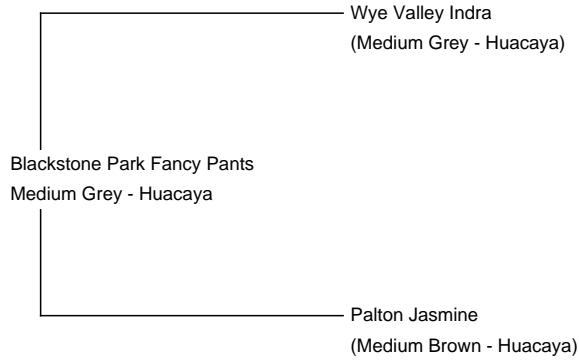 Wye Valley Indra
(Medium Grey - Huacaya)
Blackstone Park Fancy Pants
Medium Grey - Huacaya
Palton Jasmine
(Medium Brown - Huacaya)